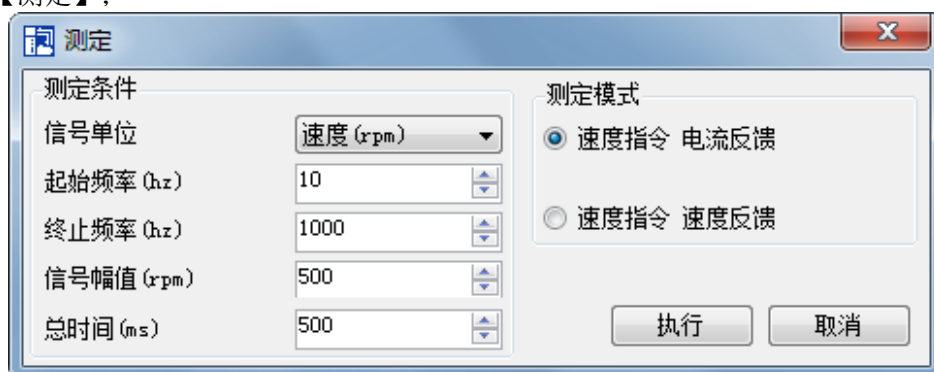 【测定】；
测定
测定条件
信号单位 速度(rpm)
起始频率(hz) 10
终止频率(hz) 1000
信号幅值(rpm) 500
总时间(ms) 500
测定模式
速度指令 电流反馈
速度指令 速度反馈
执行 取消